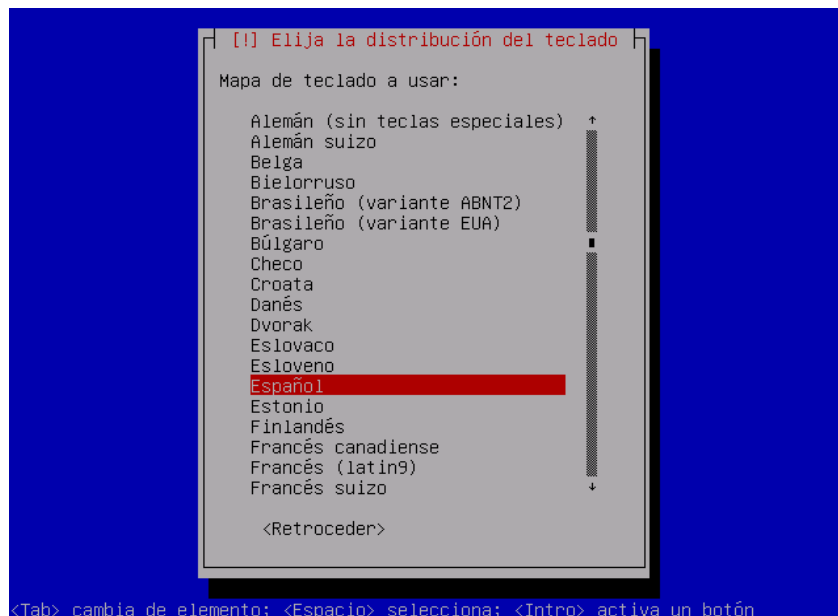 [!] Elija la distribución del teclado
Mapa de teclado a usar:
Alemán (sin teclas especiales)
Alemán suizo
Belga
Bielorruso
Brasileño (variante ABNT2)
Brasileño (variante EUA)
Búlgaro
Checo
Croata
Danés
Dvorak
Eslovaco
Esloveno
Español
Estonio
Finlandés
Francés canadiense
Francés (latin9)
Francés suizo
<Retroceder>
<Tab> cambia de elemento; <Espacio> selecciona; <Intro> activa un botón